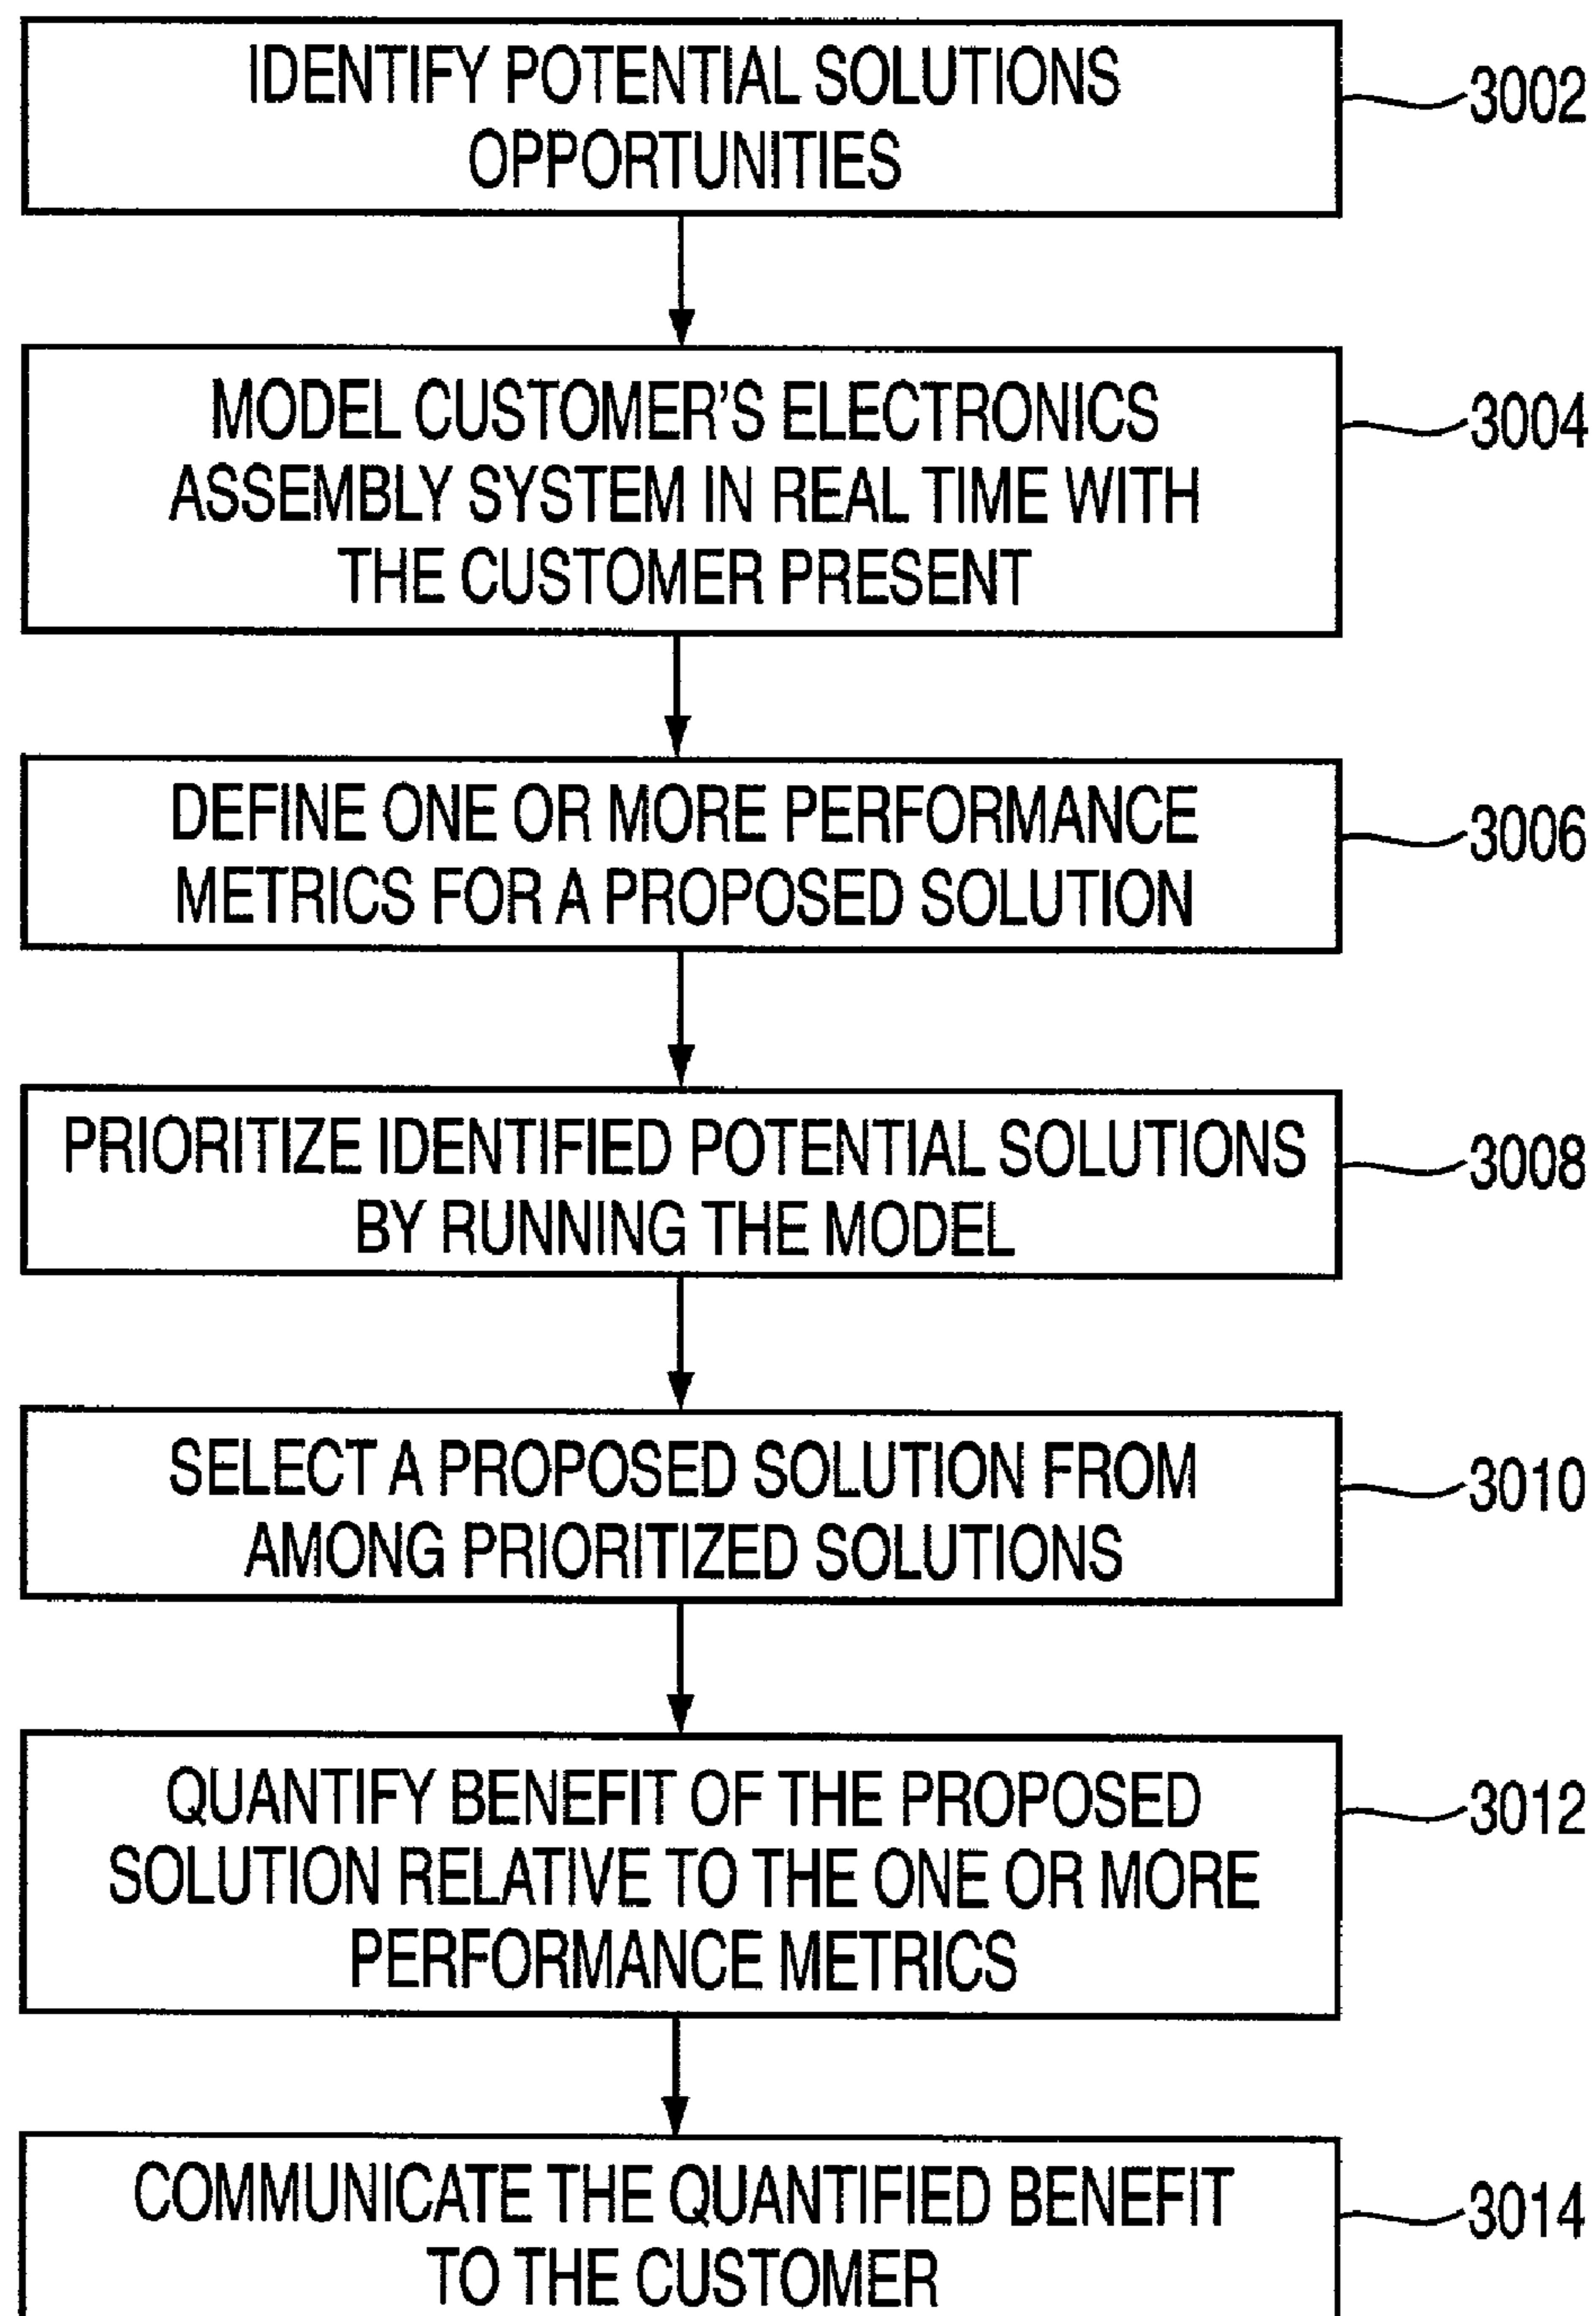 IDENTIFY POTENTIAL SOLUTIONS
OPPORTUNITIES
3002
MODEL CUSTOMER'S ELECTRONICS
ASSEMBLY SYSTEM IN REAL TIME WITH
THE CUSTOMER PRESENT
3004
DEFINE ONE OR MORE PERFORMANCE
METRICS FOR A PROPOSED SOLUTION
3006
PRIORITIZE IDENTIFIED POTENTIAL SOLUTIONS
BY RUNNING THE MODEL
3008
SELECT A PROPOSED SOLUTION FROM
AMONG PRIORITIZED SOLUTIONS
3010
QUANTIFY BENEFIT OF THE PROPOSED
SOLUTION RELATIVE TO THE ONE OR MORE
PERFORMANCE METRICS
3012
COMMUNICATE THE QUANTIFIED BENEFIT
TO THE CUSTOMER
3014